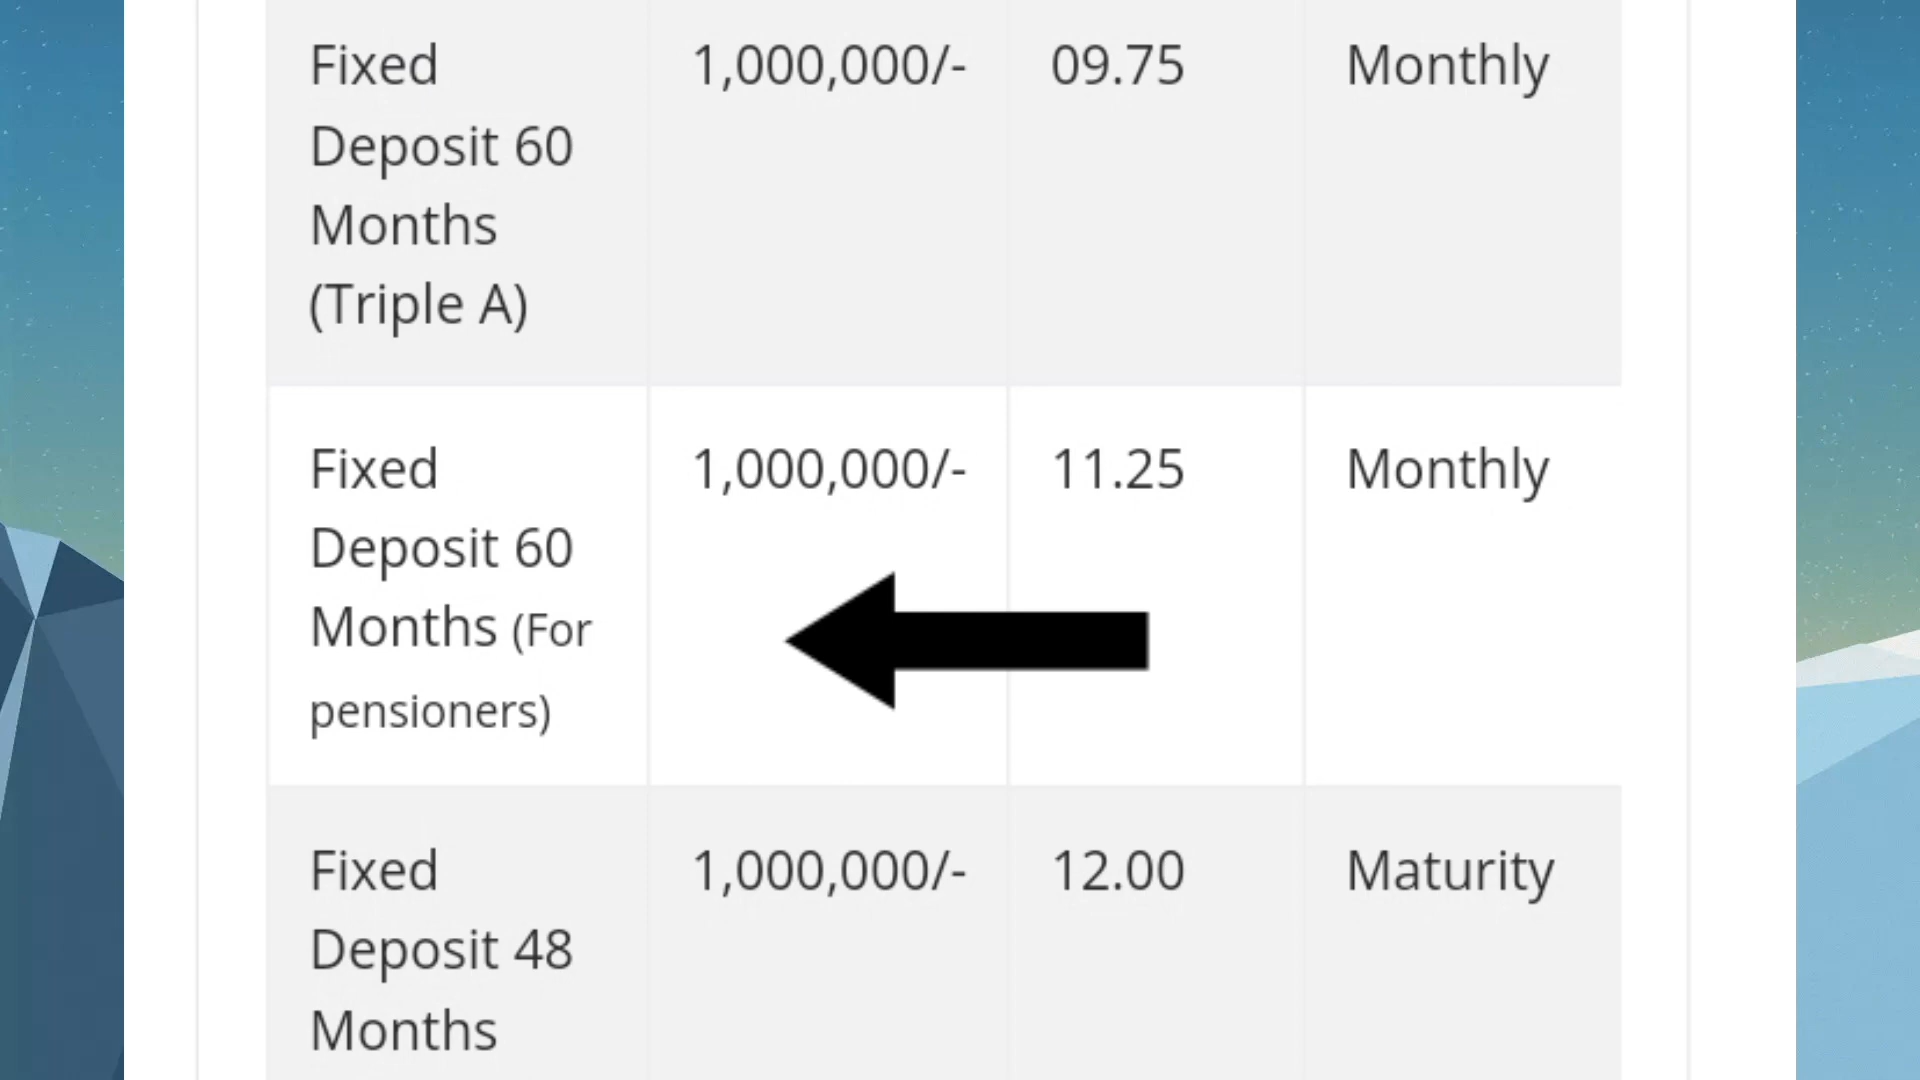 Fixed 1,000,000/- 09.75 Monthly
Deposit 60
Months
(Triple A)
Fixed 1,000,000/- 11.25 Monthly
Deposit 60
Months (For
pensioners)
Fixed 1,000,000/- 12.00 Maturity
Deposit 48
Months